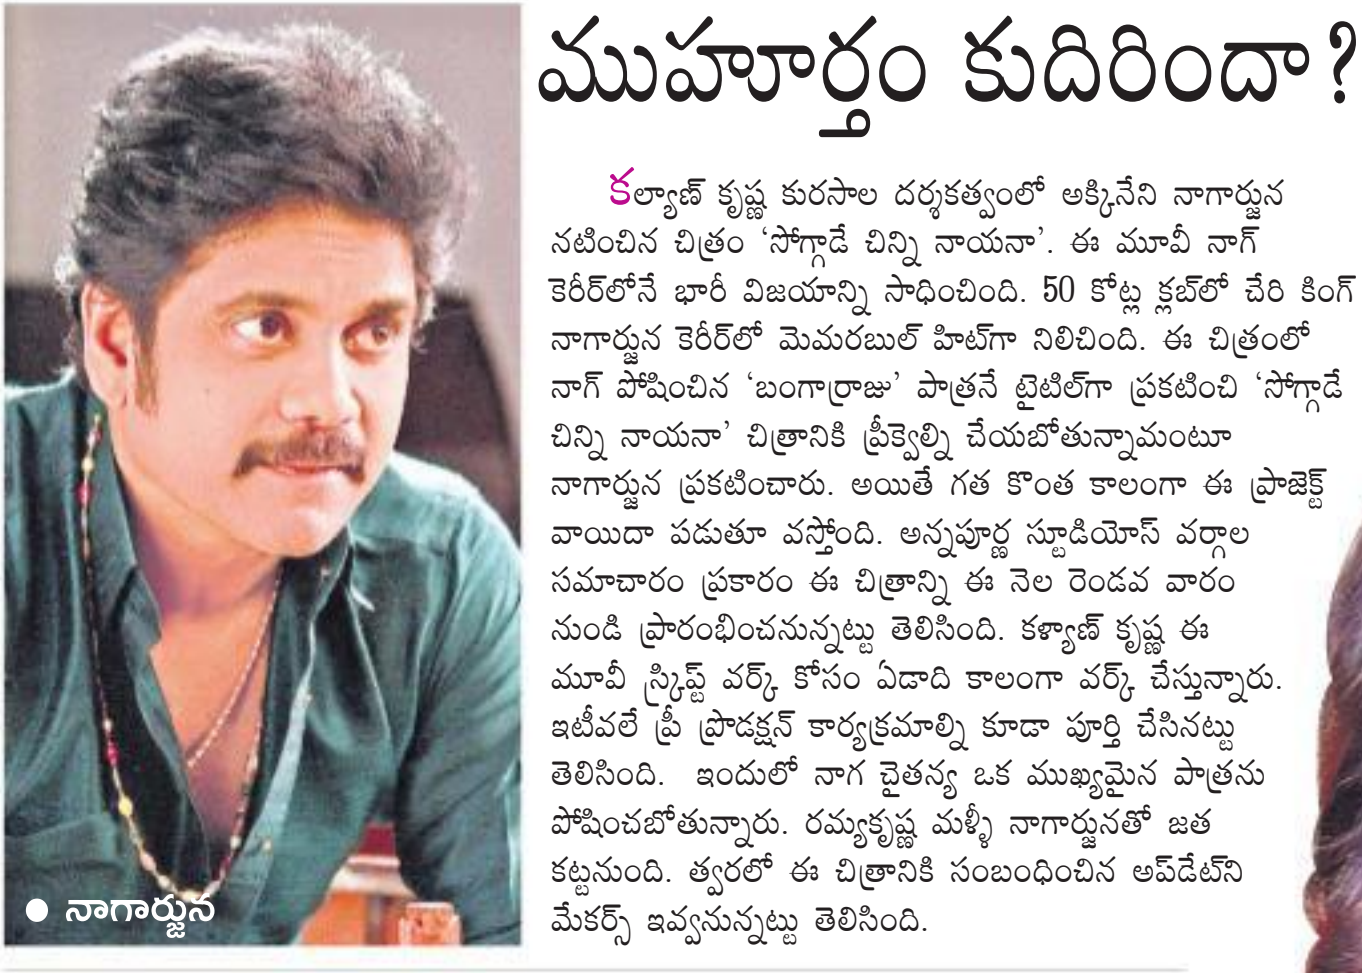 ముహూర్తం కుదిరిందా?
కల్యాణ్ కృష్ణ కురసాల దర్శకత్వంలో అక్కినేని నాగార్జున
నటించిన చిత్రం ‘సోగ్గాడే చిన్ని నాయనా’. ఈ మూవీ నాగ్
కెరీర్‌లోనే భారీ విజయాన్ని సాధించింది. 50 కోట్ల క్లబ్‌లో చేరి కింగ్
నాగార్జున కెరీర్‌లో మెమరబుల్ హిట్‌గా నిలిచింది. ఈ చిత్రంలో
నాగ్ పోషించిన ‘బంగార్రాజు’ పాత్రనే టైటిల్‌గా ప్రకటించి ‘సోగ్గాడే
చిన్ని నాయనా’ చిత్రానికి ప్రీక్వెల్ని చేయబోతున్నామంటూ
నాగార్జున ప్రకటించారు. అయితే గత కొంత కాలంగా ఈ ప్రాజెక్ట్
వాయిదా పడుతూ వస్తోంది. అన్నపూర్ణ స్టూడియోస్ వర్గాల
సమాచారం ప్రకారం ఈ చిత్రాన్ని ఈ నెల రెండవ వారం
నుండి ప్రారంభించనున్నట్టు తెలిసింది. కళ్యాణ్ కృష్ణ ఈ
మూవీ స్క్రిప్ట్ వర్క్ కోసం ఏడాది కాలంగా వర్క్ చేస్తున్నారు.
ఇటీవలే ప్రీ ప్రొడక్షన్ కార్యక్రమాల్ని కూడా పూర్తి చేసినట్టు
తెలిసింది. ఇందులో నాగ చైతన్య ఒక ముఖ్యమైన పాత్రను
పోషించబోతున్నారు. రమ్యకృష్ణ మళ్ళీ నాగార్జునతో జత
కట్టనుంది. త్వరలో ఈ చిత్రానికి సంబంధించిన అప్‌డేట్‌ని
మేకర్స్ ఇవ్వనున్నట్టు తెలిసింది.
● నాగార్జున